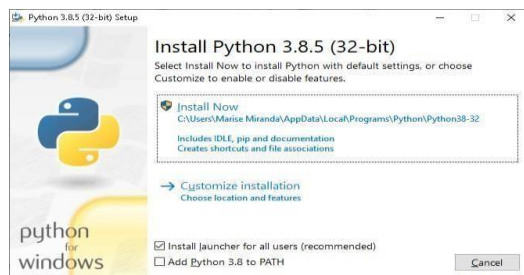 Python 3.8.5 (32-bit) Setup
Install Python 3.8.5 (32-bit)
Select Install Now to install Python with default settings, or choose
Customize to enable or disable features.
Install Now
C:\Users\Marise Miranda\AppData\Local\Programs\Python\Python38-32
Includes IDLE, pip and documentation
Creates shortcuts and file associations
Customize installation
Choose location and features
python
for
windows
Install launcher for all users (recommended)
Add Python 3.8 to PATH
Cancel